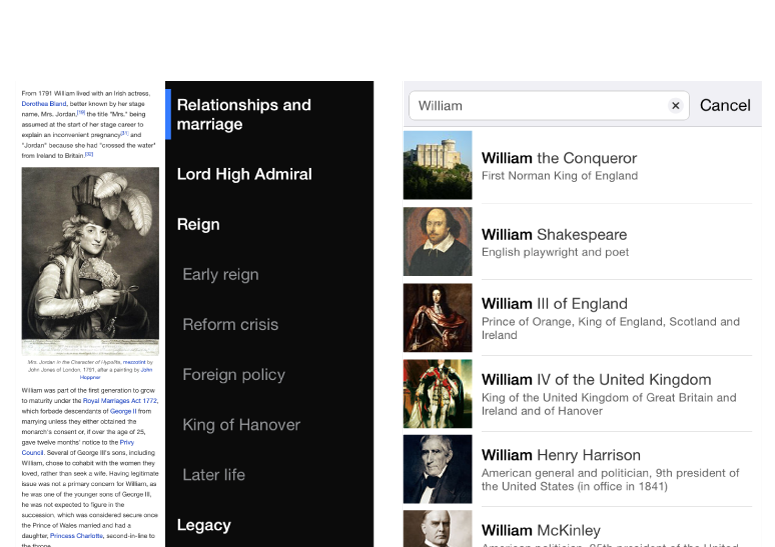 From 1791 William lived with an Irish actress,
Dorothea Bland, better known by her stage
name, Mrs. Jordan,[16] the title "Mrs." being
assumed at the start of her stage career to
explain an inconvenient pregnancy[31] and
"Jordan" because she had "crossed the water"
from Ireland to Britain.[32]
Mrs. Jordan in the Character of Hypolita, mezzotint by
John Jones of London, 1791, after a painting by John
Hoppner
William was part of the first generation to grow
to maturity under the Royal Marriages Act 1772,
which forbade descendants of George II from
marrying unless they either obtained the
monarch's consent or, if over the age of 25,
gave twelve months' notice to the Privy
Council. Several of George III's sons, including
William, chose to cohabit with the women they
loved, rather than seek a wife. Having legitimate
issue was not a primary concern for William, as
he was one of the younger sons of George III,
he was not expected to figure in the
succession, which was considered secure once
the Prince of Wales married and had a
daughter, Princess Charlotte, second-in-line to
the throne.
Relationships and
marriage
Lord High Admiral
Reign
Early reign
Reform crisis
Foreign policy
King of Hanover
Later life
Legacy
William
Cancel
William the Conqueror
First Norman King of England
William Shakespeare
English playwright and poet
William III of England
Prince of Orange, King of England, Scotland and
Ireland
William IV of the United Kingdom
King of the United Kingdom of Great Britain and
Ireland and of Hanover
William Henry Harrison
American general and politician, 9th president of
the United States (in office in 1841)
William McKinley
American politician, 25th president of the United